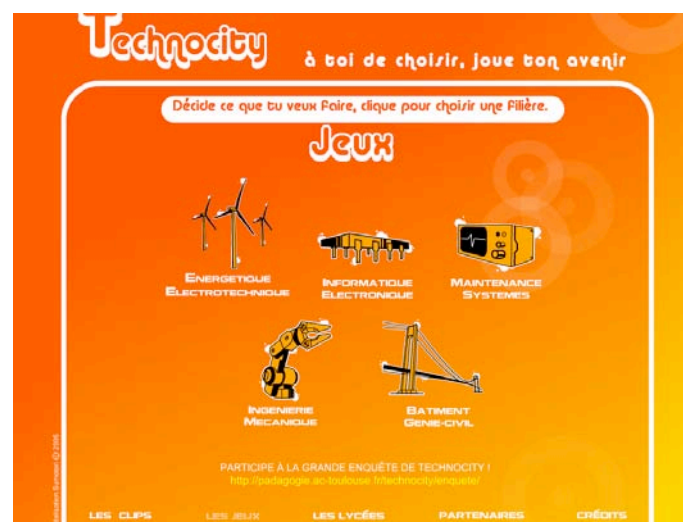 Technocity
à toi de choisir, joue ton avenir
Décide ce que tu veux faire, clique pour choisir une filière.
Jeux
ENERGETIQUE
ELECTROTECHNIQUE
INFORMATIQUE
ELECTRONIQUE
MAINTENANCE
SYSTEMES
INGENIERIE
MECANIQUE
BATIMENT
GENIE-CIVIL
PARTICIPE À LA GRANDE ENQUÊTE DE TECHNOCITY !
http://padagogie.ac-toulouse.fr/technocity/enquete/
LES CLIPS
LES JEUX
LES LYCÉES
PARTENAIRES
CRÉDITS